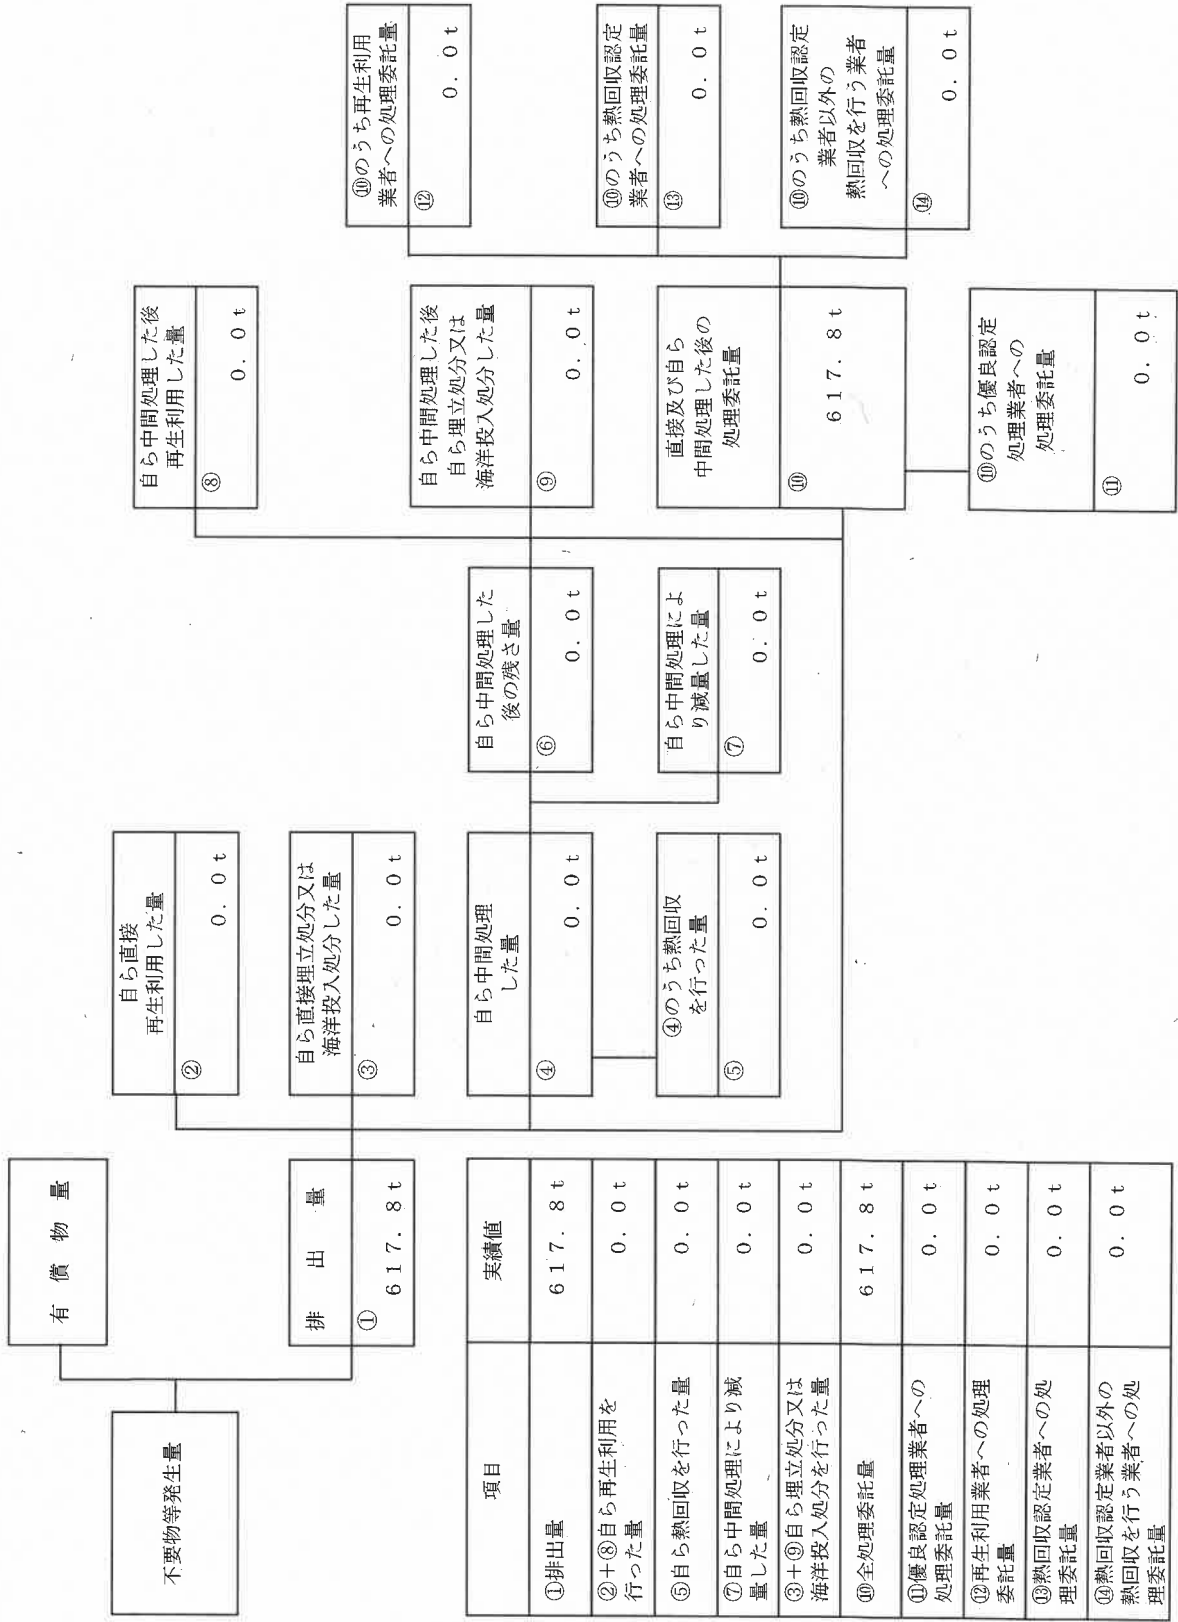 不要物等発生量
有償物量
排出量
① 617.8t
自ら直接
再生利用した量
② 0.0t
自ら直接埋立処分又は
海洋投入処分した量
③ 0.0t
自ら中間処理
した量
④ 0.0t
④のうち熱回収
を行った量
⑤ 0.0t
自ら中間処理した
後の残さ量
⑥ 0.0t
自ら中間処理によ
り減量した量
⑦ 0.0t
自ら中間処理した後
再生利用した量
⑧ 0.0t
自ら中間処理した後
自ら埋立処分又は
海洋投入処分した量
⑨ 0.0t
直接及び自ら
中間処理した後の
処理委託量
⑩ 617.8t
⑩のうち優良認定
処理業者への
処理委託量
⑪ 0.0t
⑩のうち再生利用
業者への処理委託量
⑫ 0.0t
⑩のうち熱回収認定
業者への処理委託量
⑬ 0.0t
⑩のうち熱回収認定
業者以外の
熱回収を行う業者
への処理委託量
⑭ 0.0t
項目 実績値
①排出量 617.8t
②+⑧自ら再生利用を
行った量 0.0t
⑤自ら熱回収を行った量 0.0t
⑦自ら中間処理により減
量した量 0.0t
③+⑨自ら埋立処分又は
海洋投入処分を行った量 0.0t
⑩全処理委託量 617.8t
⑪優良認定処理業者への
処理委託量 0.0t
⑫再生利用業者への処理
委託量 0.0t
⑬熱回収認定業者への処
理委託量 0.0t
⑭熱回収認定業者以外の
熱回収を行う業者への処
理委託量 0.0t